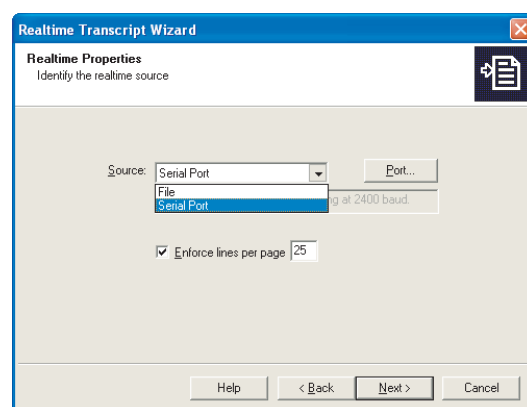 Realtime Transcript Wizard
Realtime Properties
Identify the realtime source
Source: Serial Port Port...
File
Serial Port ng at 2400 baud.
Enforce lines per page 25
Help < Back Next > Cancel